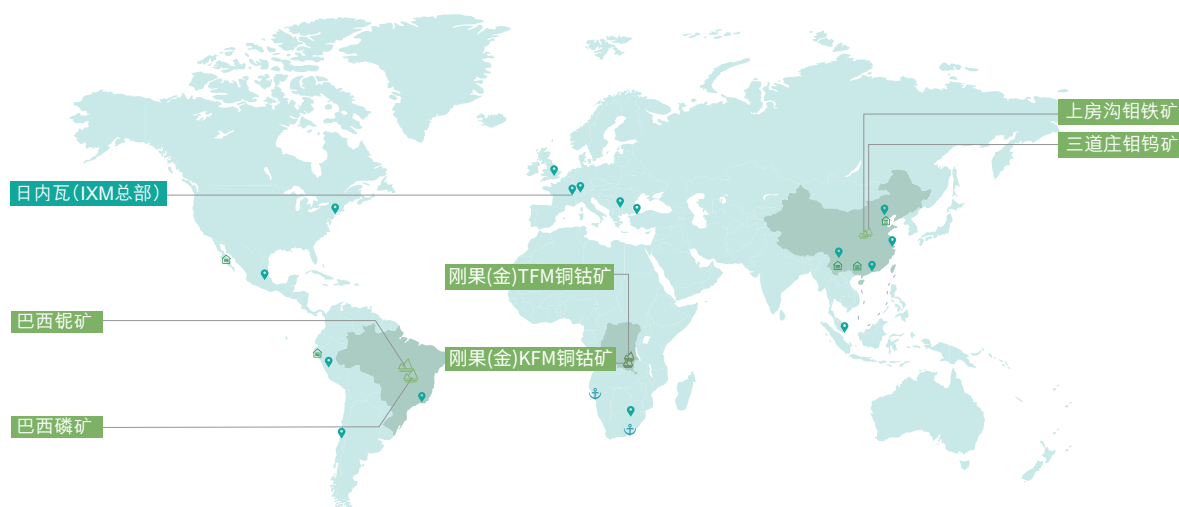 上房沟钼铁矿
三道庄钼钨矿
日内瓦（IXM总部）
刚果(金)TFM铜钴矿
巴西铌矿
刚果(金)KFM铜钴矿
巴西磷矿